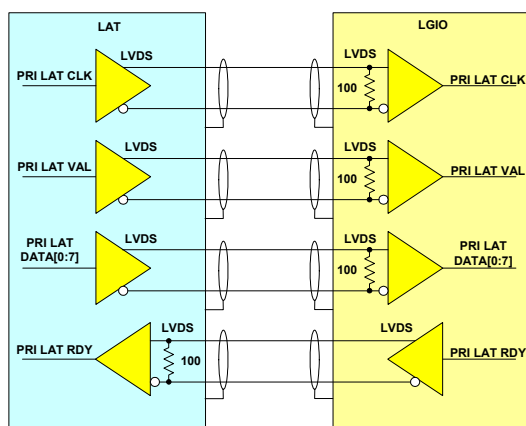 LAT LGIO
LVDS LVDS
PRI LAT CLK 100 PRI LAT CLK
LVDS LVDS
PRI LAT VAL 100 PRI LAT VAL
LVDS LVDS
PRI LAT PRI LAT
DATA[0:7] 100 DATA[0:7]
LVDS LVDS
PRI LAT RDY 100 PRI LAT RDY